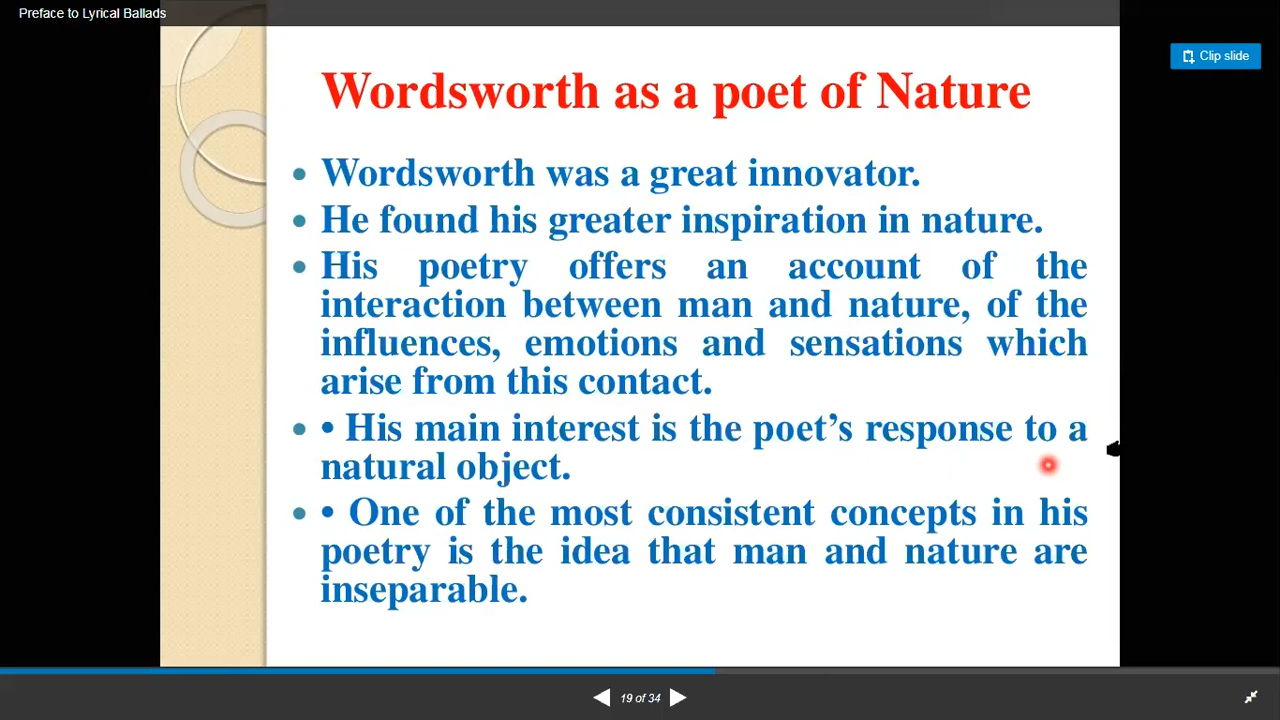 Preface to Lyrical Ballads
Clip slide
Wordsworth as a poet of Nature
• Wordsworth was a great innovator.
• He found his greater inspiration in nature.
• His poetry offers an account of the
interaction between man and nature, of the
influences, emotions and sensations which
arise from this contact.
• • His main interest is the poet’s response to a
natural object.
• • One of the most consistent concepts in his
poetry is the idea that man and nature are
inseparable.
19 of 34